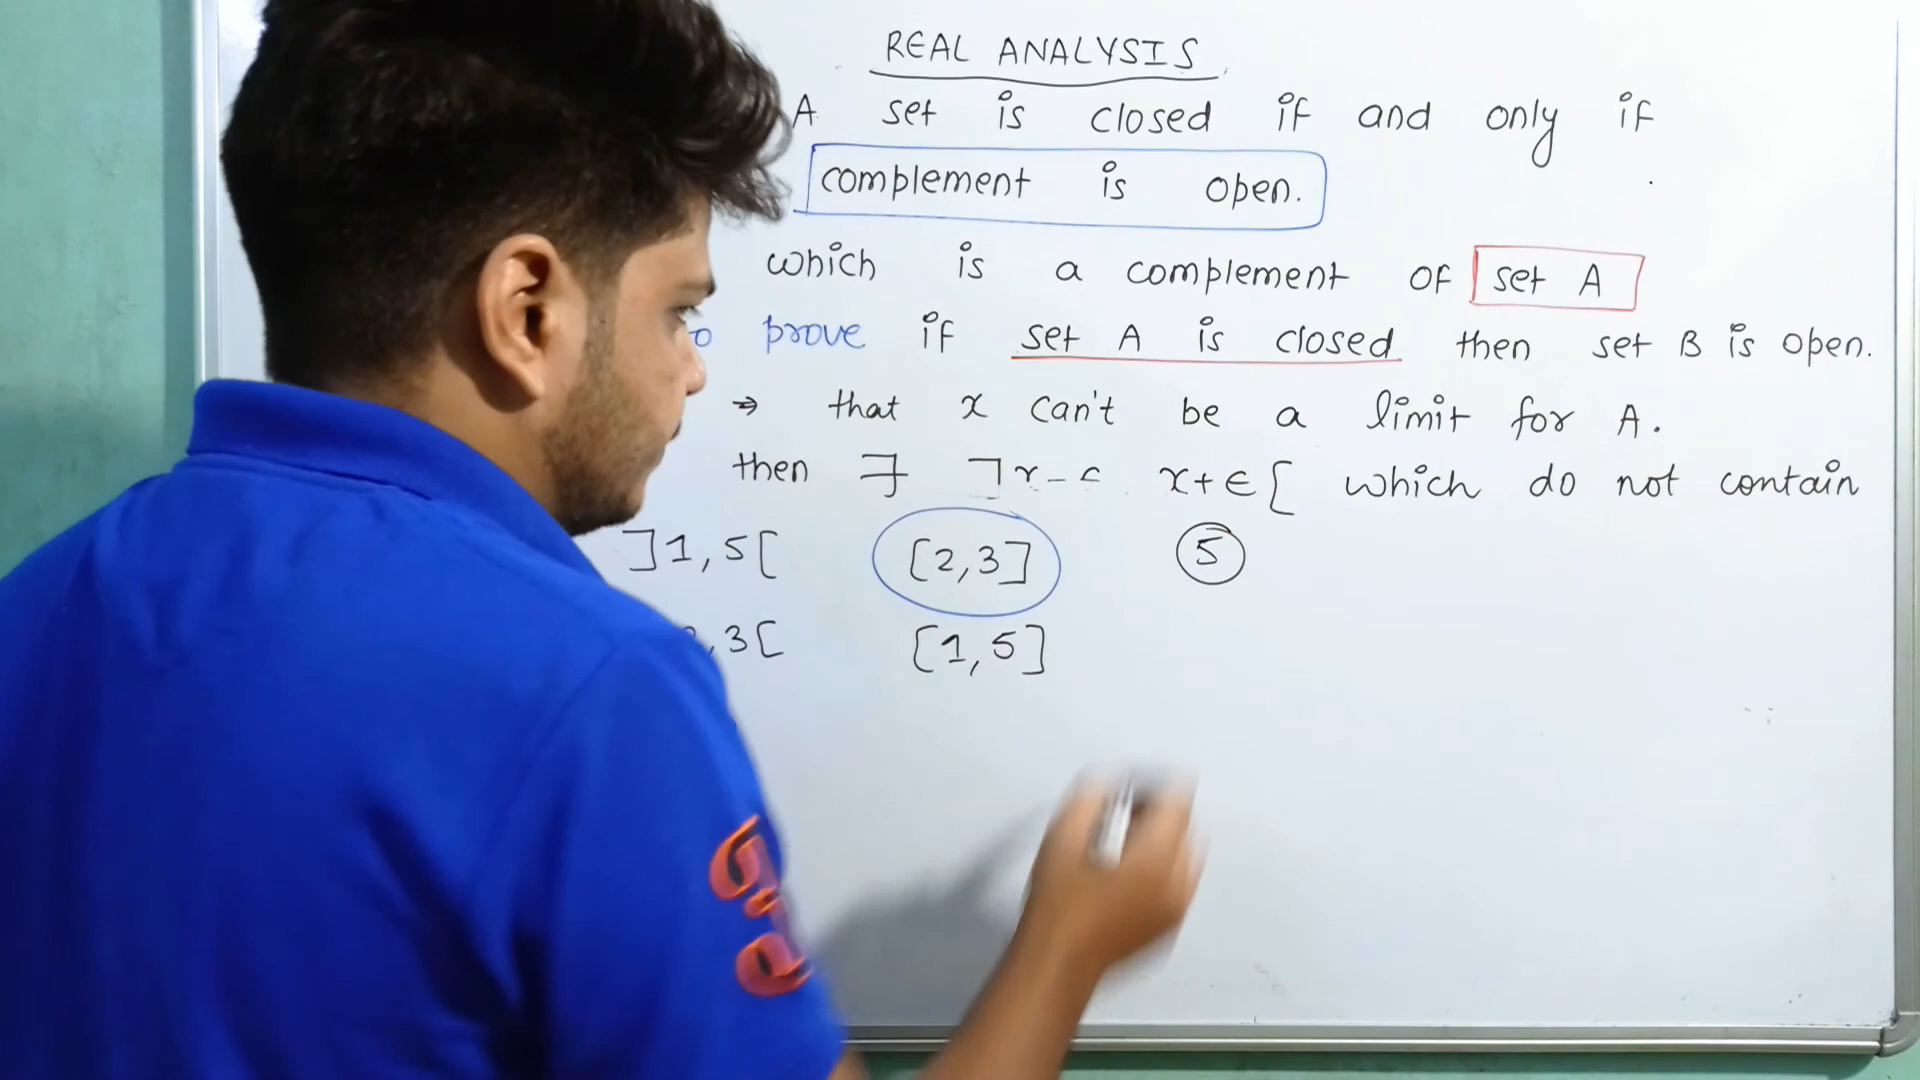 REAL ANALYSIS
A set is closed if and only if
complement is open.
which is a complement of set A
prove if set A is closed then set B is open.
⇒ that x can't be a limit for A.
then ∃ ]x-ϵ x+ϵ[ which do not contain
]1,5[ [2,3] 5
,3[ [1,5]